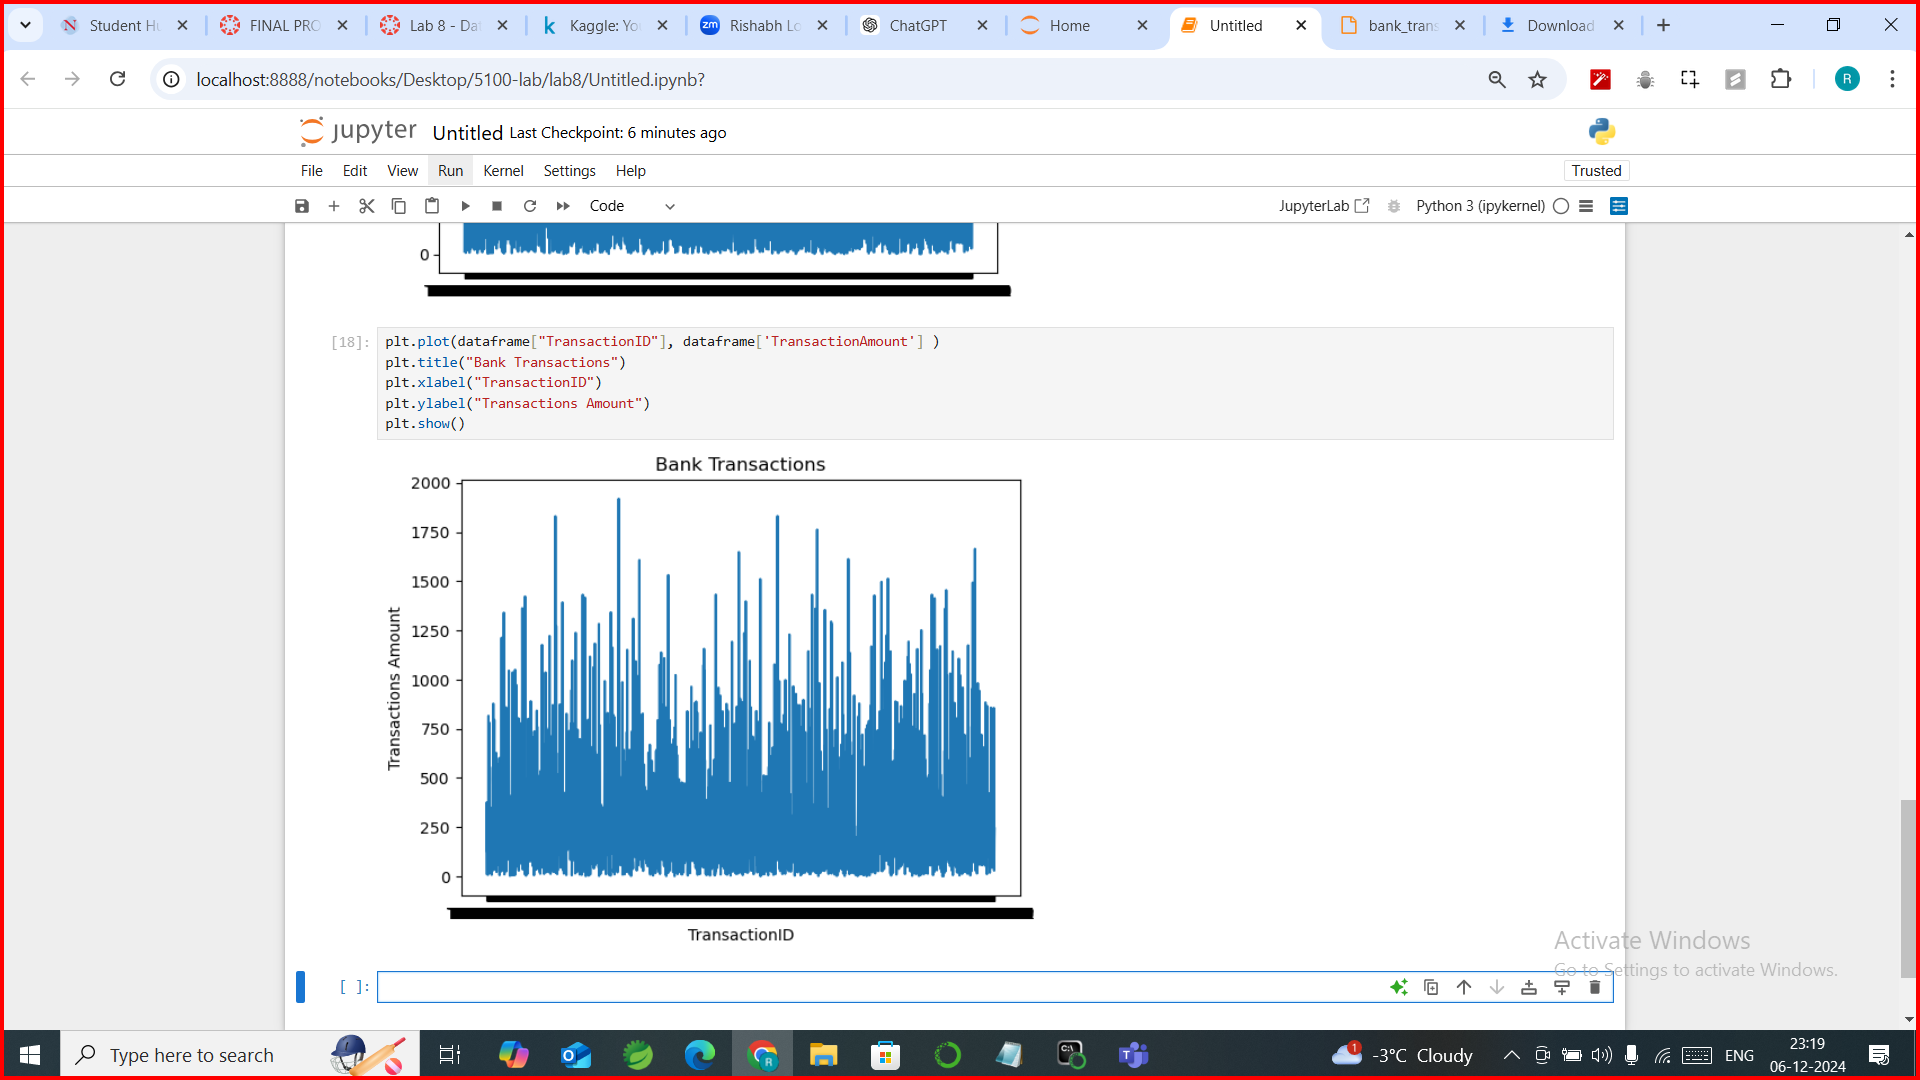 Student Hu
FINAL PRO
Lab 8 - Dat
Kaggle: Yo
zm
Rishabh Lo
ChatGPT
Home
Untitled
bank_trans
Download
localhost:8888/notebooks/Desktop/5100-lab/lab8/Untitled.ipynb?
R
jupyter Untitled Last Checkpoint: 6 minutes ago
File Edit View Run Kernel Settings Help
Trusted
Code
JupyterLab
Python 3 (ipykernel)
0
[18]:
plt.plot(dataframe["TransactionID"], dataframe['TransactionAmount'] )
plt.title("Bank Transactions")
plt.xlabel("TransactionID")
plt.ylabel("Transactions Amount")
plt.show()
Bank Transactions
2000
1750
1500
1250
1000
750
500
250
0
Transactions Amount
TransactionID
[ ]:
Activate Windows
Go to Settings to activate Windows.
Type here to search
1
-3°C Cloudy
ENG
23:19
06-12-2024